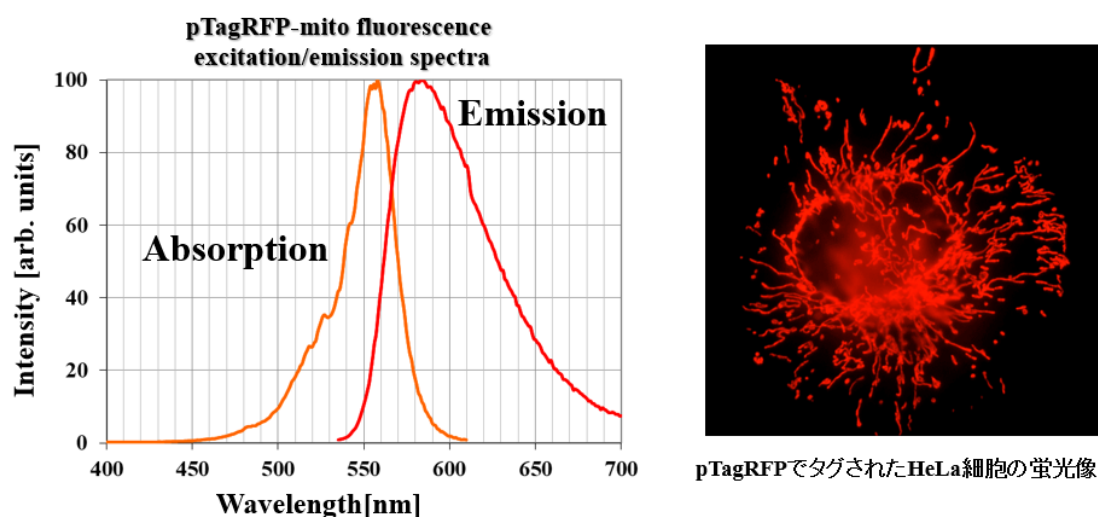 pTagRFP-mito fluorescence
excitation/emission spectra
Intensity [arb. units]
100
80
60
40
20
0
Absorption
Emission
400
450
500
550
600
650
700
Wavelength[nm]
pTagRFPでタグされたHeLa細胞の蛍光像